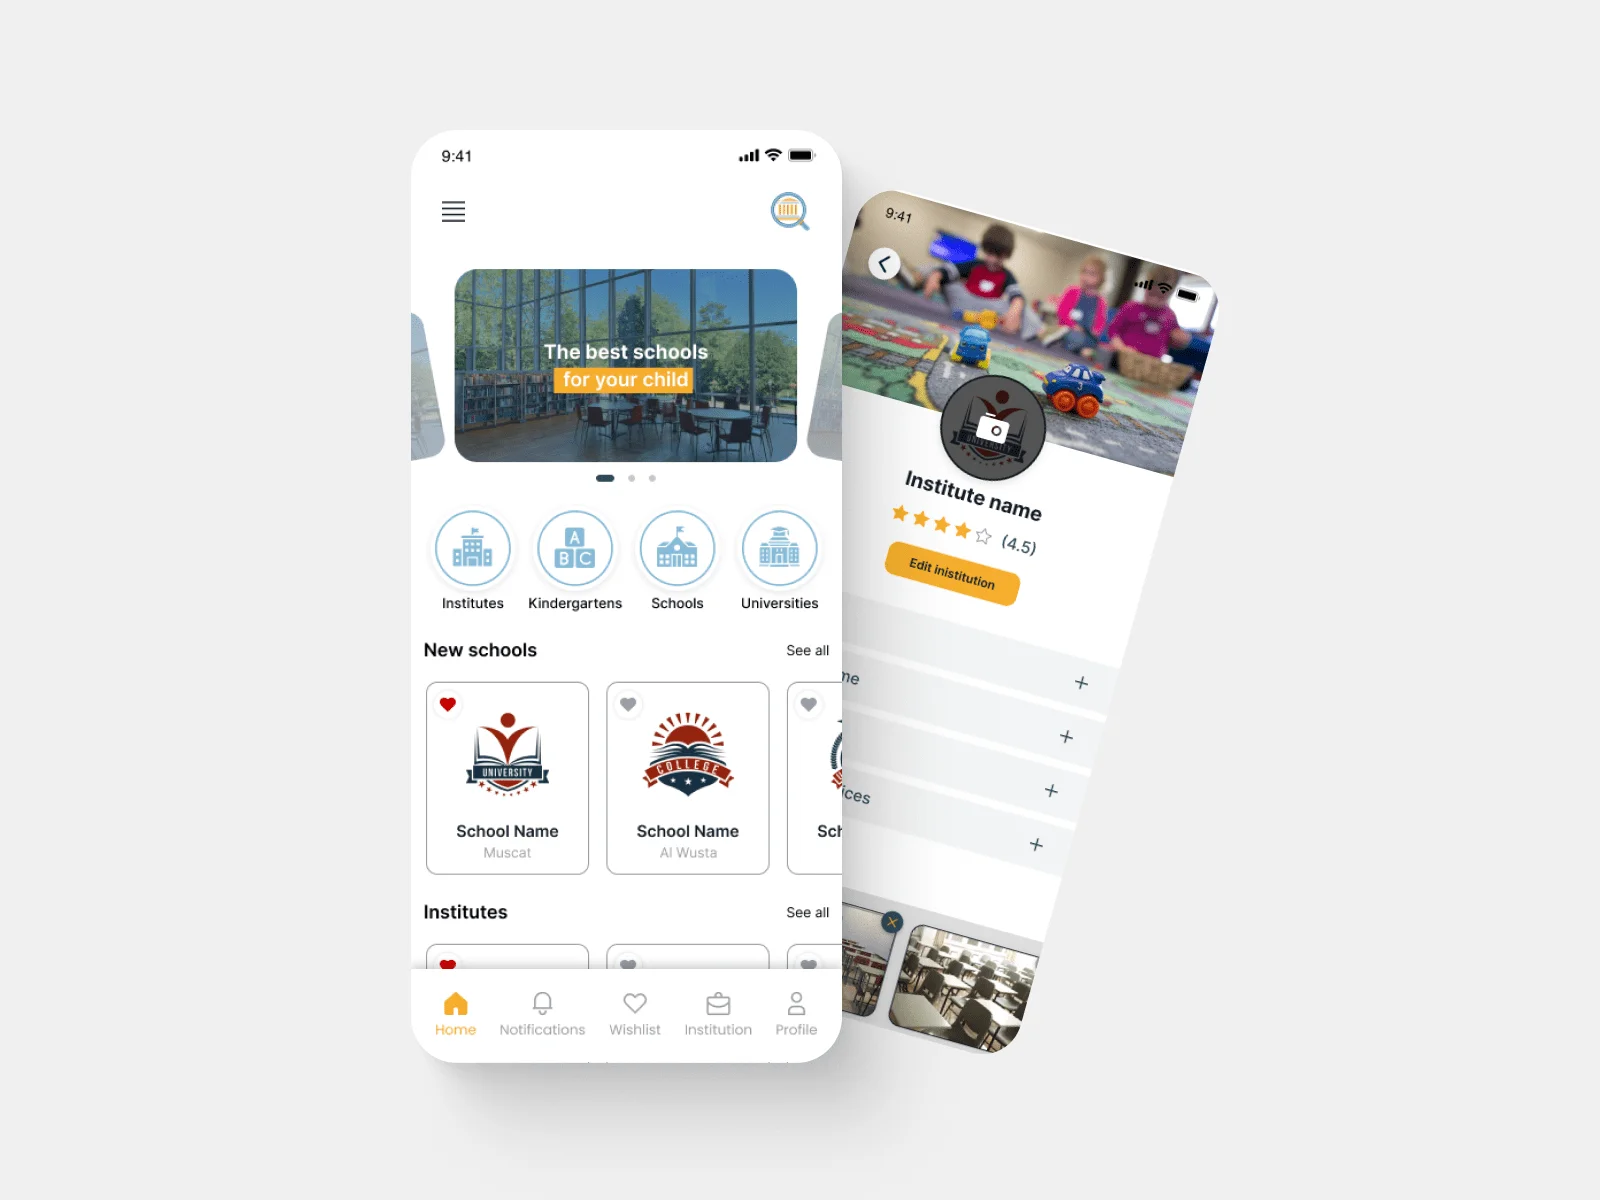 9:41
The best schools
for your child
A
B C
Institutes
Kindergartens
Schools
Universities
New schools
See all
UNIVERSITY
School Name
Muscat
COLLEGE
School Name
Al Wusta
Sch
Institutes
See all
Home
Notifications
Wishlist
Institution
Profile
9:41
UNIVERSITY
Institute name
(4.5)
Edit inistitution
me
ices